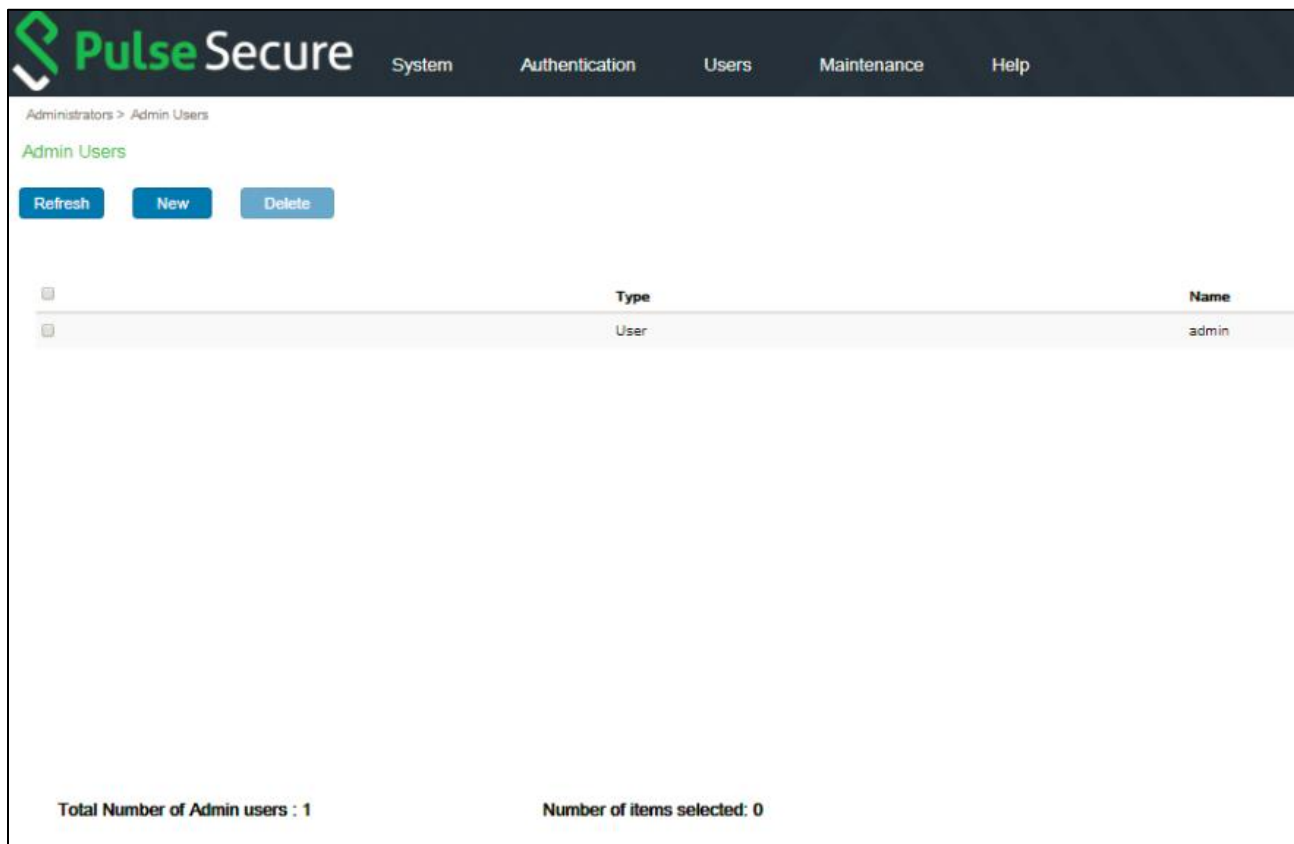 Pulse Secure System Authentication Users Maintenance Help
Administrators > Admin Users
Admin Users
Refresh New Delete
Type Name
User admin
Total Number of Admin users : 1 Number of items selected: 0